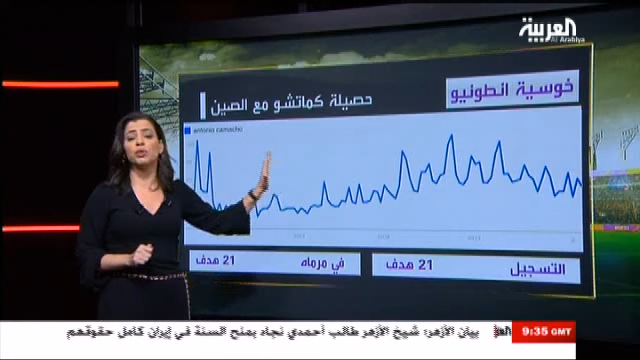 العربية
Al Arabiya
خوسية انطونيو
حصيلة كماتشو مع الصين
antonio camacho
التسجيل 21 هدف
في مرماه 21 هدف
بيان الأزهر: شيخ الأزهر طالب أحمدي نجاد بمنح السنة في إيران كامل حقوقهم
9:35 GMT